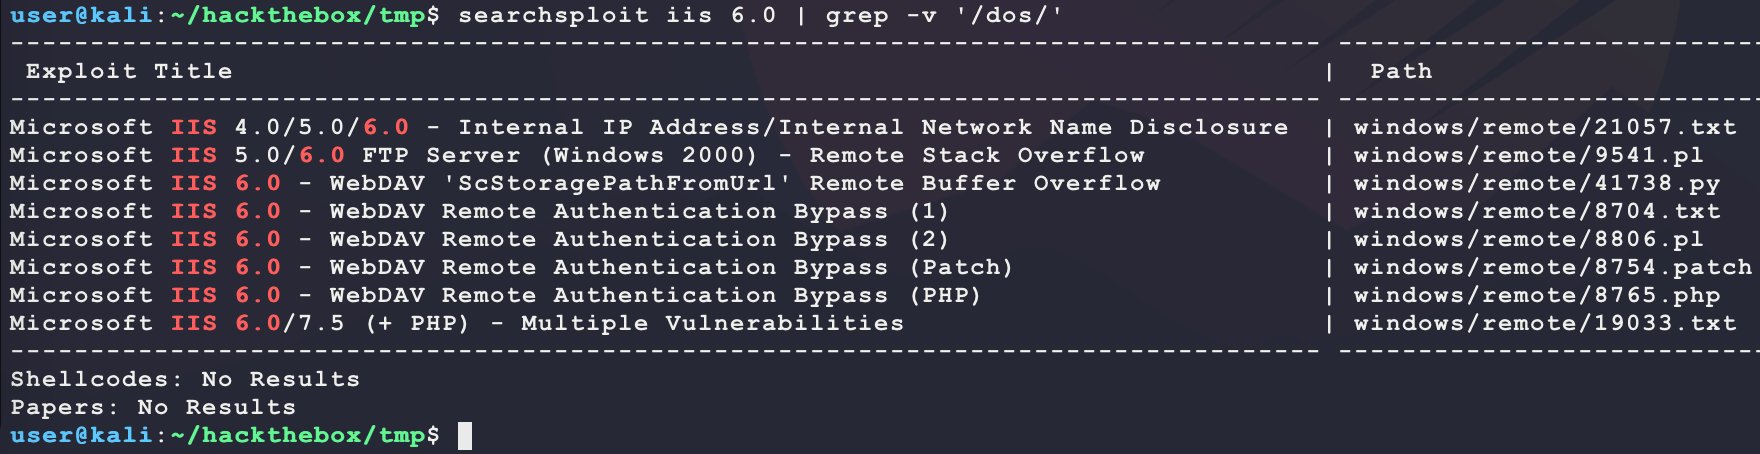 user@kali:~/hackthebox/tmp$ searchsploit iis 6.0 | grep -v '/dos/'
---------------------------------------------------------------------------------- ---------------------------
Exploit Title | Path
---------------------------------------------------------------------------------- ---------------------------
Microsoft IIS 4.0/5.0/6.0 - Internal IP Address/Internal Network Name Disclosure | windows/remote/21057.txt
Microsoft IIS 5.0/6.0 FTP Server (Windows 2000) - Remote Stack Overflow | windows/remote/9541.pl
Microsoft IIS 6.0 - WebDAV 'ScStoragePathFromUrl' Remote Buffer Overflow | windows/remote/41738.py
Microsoft IIS 6.0 - WebDAV Remote Authentication Bypass (1) | windows/remote/8704.txt
Microsoft IIS 6.0 - WebDAV Remote Authentication Bypass (2) | windows/remote/8806.pl
Microsoft IIS 6.0 - WebDAV Remote Authentication Bypass (Patch) | windows/remote/8754.patch
Microsoft IIS 6.0 - WebDAV Remote Authentication Bypass (PHP) | windows/remote/8765.php
Microsoft IIS 6.0/7.5 (+ PHP) - Multiple Vulnerabilities | windows/remote/19033.txt
---------------------------------------------------------------------------------- ---------------------------
Shellcodes: No Results
Papers: No Results
user@kali:~/hackthebox/tmp$